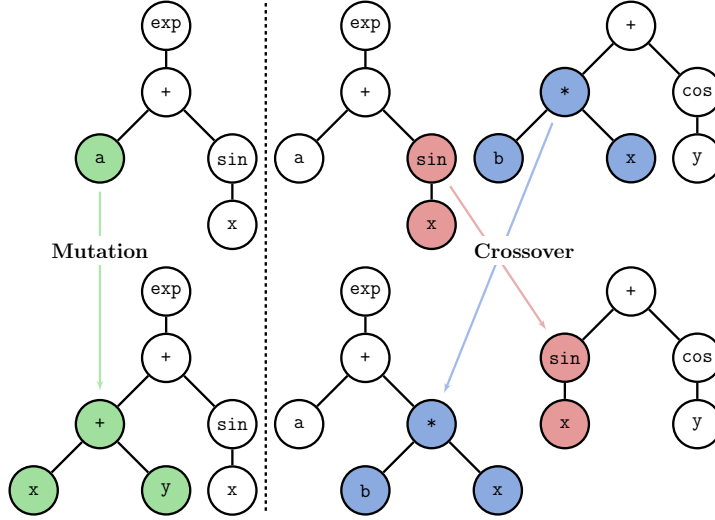 exp exp +
+ + * cos
a sin a sin b x y
x x
Mutation Crossover
exp exp +
+ + sin cos
+ sin a * x y
x y x b x